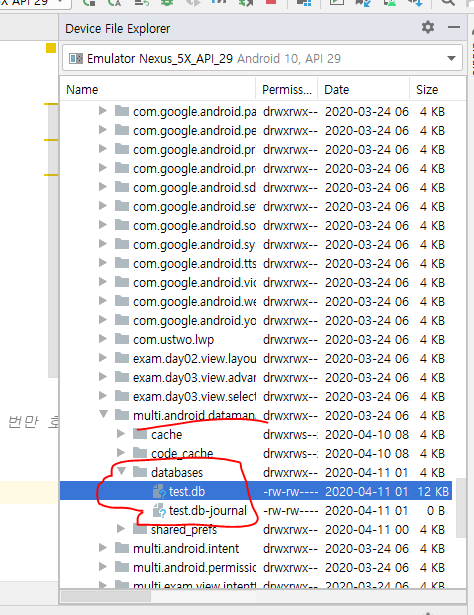 X API 29
Device File Explorer
Emulator Nexus_5X_API_29 Android 10, API 29
Name Permiss... Date Size
com.google.android.pa drwxrwx-- 2020-03-24 06 4 KB
com.google.android.pe drwxrwx-- 2020-03-24 06 4 KB
com.google.android.pr drwxrwx-- 2020-03-24 06 4 KB
com.google.android.pro drwxrwx-- 2020-03-24 06 4 KB
com.google.android.sd drwxrwx-- 2020-03-24 06 4 KB
com.google.android.se drwxrwx-- 2020-03-24 06 4 KB
com.google.android.so drwxrwx-- 2020-03-24 06 4 KB
com.google.android.sy drwxrwx-- 2020-03-24 06 4 KB
com.google.android.tts drwxrwx-- 2020-03-24 06 4 KB
com.google.android.vid drwxrwx-- 2020-03-24 06 4 KB
com.google.android.we drwxrwx-- 2020-03-24 06 4 KB
com.google.android.yo drwxrwx-- 2020-03-24 06 4 KB
com.ustwo.lwp drwxrwx-- 2020-03-24 06 4 KB
exam.day02.view.layou drwxrwx-- 2020-03-24 06 4 KB
exam.day03.view.advar drwxrwx-- 2020-03-24 06 4 KB
exam.day03.view.select drwxrwx-- 2020-03-24 06 4 KB
번만 호 multi.android.datamar drwxrwx-- 2020-03-24 06 4 KB
cache drwxrws-- 2020-04-10 08 4 KB
code_cache drwxrws-- 2020-04-10 08 4 KB
databases drwxrwx-- 2020-04-11 01 4 KB
test.db -rw-rw---- 2020-04-11 01 12 KB
test.db-journal -rw-rw---- 2020-04-11 01 0 B
shared_prefs drwxrwx-- 2020-04-11 00 4 KB
multi.android.intent drwxrwx-- 2020-03-24 06 4 KB
multi.android.permissio drwxrwx-- 2020-03-24 06 4 KB
multi.exam.view.intentt drwxrwx-- 2020-03-24 06 4 KB